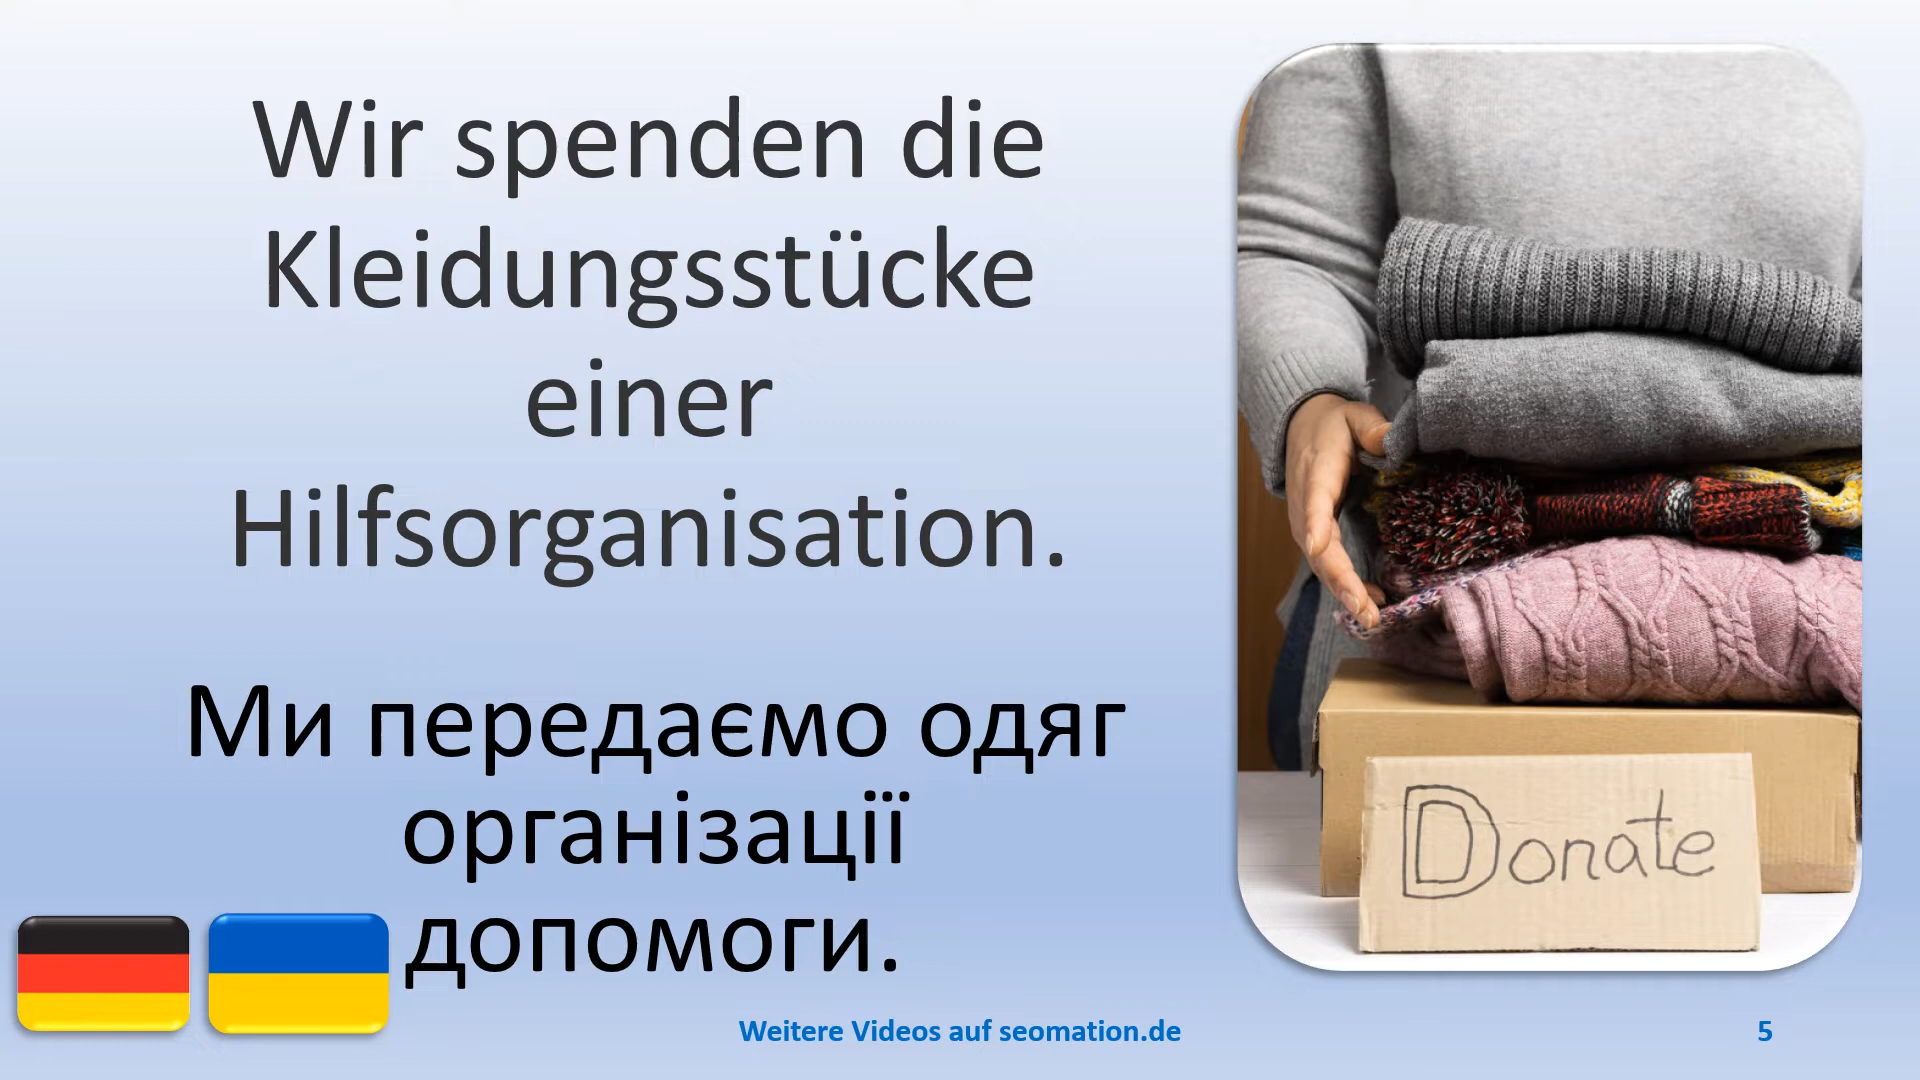 Wir spenden die
Kleidungsstücke
einer
Hilfsorganisation.
Ми передаємо одяг
організації
допомоги.
Donate
Weitere Videos auf seomation.de
5